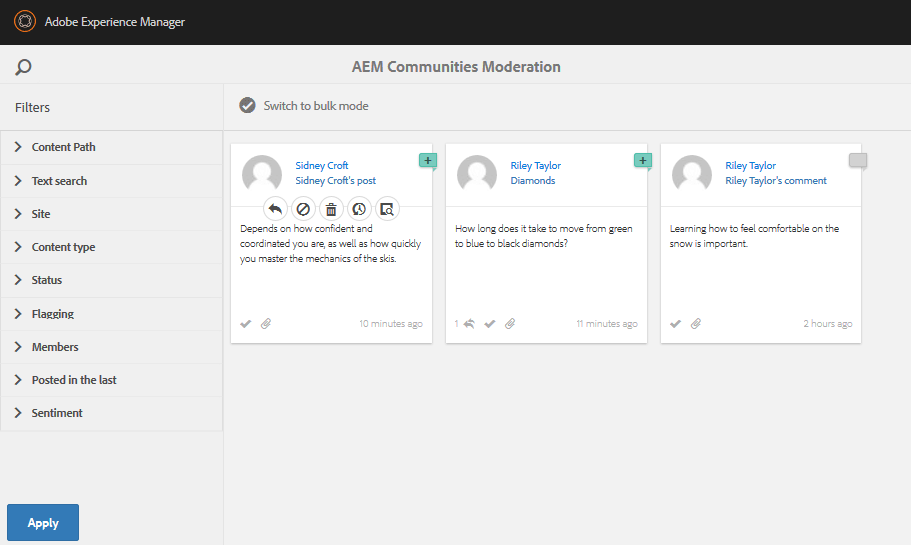 Adobe Experience Manager
AEM Communities Moderation
Filters
Switch to bulk mode
Content Path
Text search
Site
Content type
Status
Flagging
Members
Posted in the last
Sentiment
Apply
Sidney Croft
Sidney Croft's post
Depends on how confident and
coordinated you are, as well as how quickly
you master the mechanics of the skis.
10 minutes ago
+
Riley Taylor
Diamonds
How long does it take to move from green
to blue to black diamonds?
1
11 minutes ago
+
Riley Taylor
Riley Taylor's comment
Learning how to feel comfortable on the
snow is important.
2 hours ago